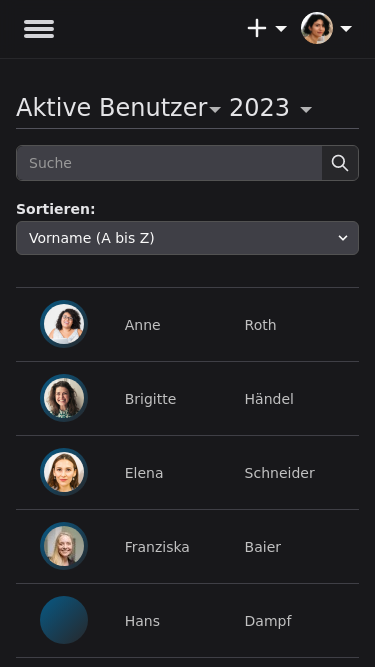 Aktive Benutzer 2023
Suche
Sortieren:
Vorname (A bis Z)
Anne Roth
Brigitte Händel
Elena Schneider
Franziska Baier
Hans Dampf